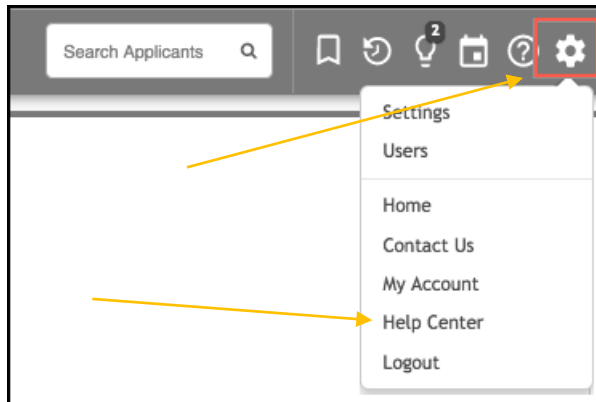 Search Applicants
2
?
Settings
Users
Home
Contact Us
My Account
Help Center
Logout